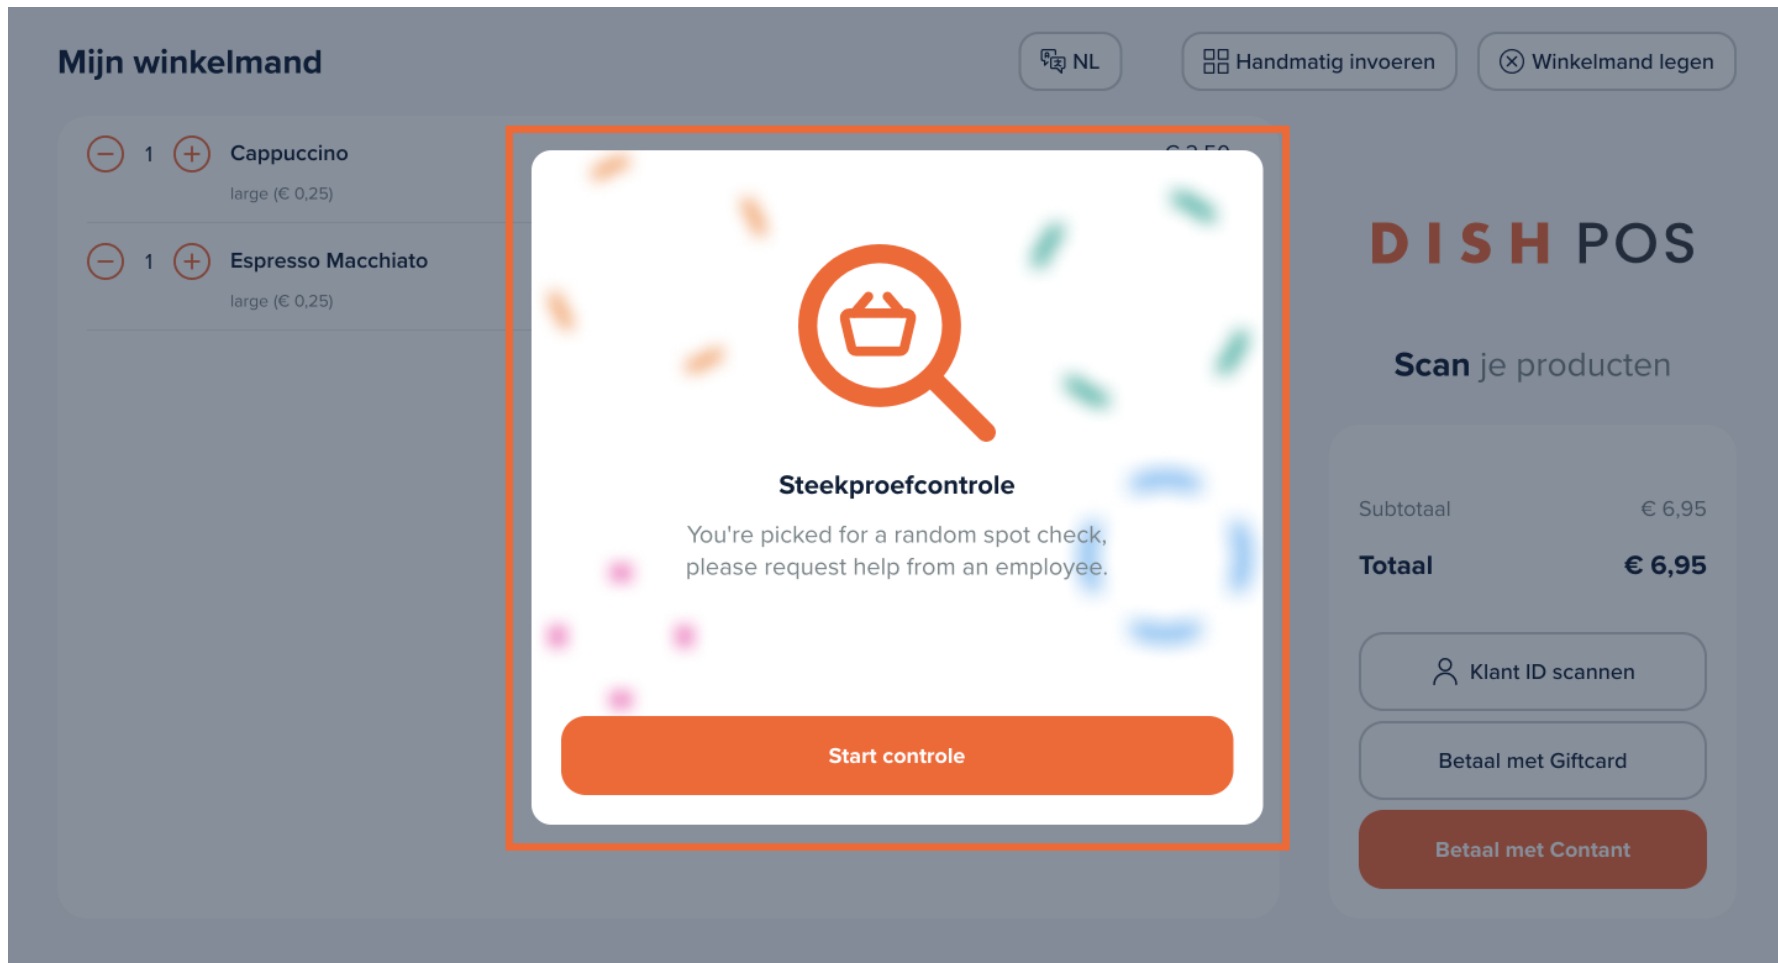 Mijn winkelmand
NL
Handmatig invoeren
Winkelmand legen
1 Cappuccino
large (€ 0,25)
1 Espresso Macchiato
large (€ 0,25)
Steekproefcontrole
You're picked for a random spot check,
please request help from an employee.
Start controle
DISH POS
Scan je producten
Subtotaal € 6,95
Totaal € 6,95
Klant ID scannen
Betaal met Giftcard
Betaal met Contant